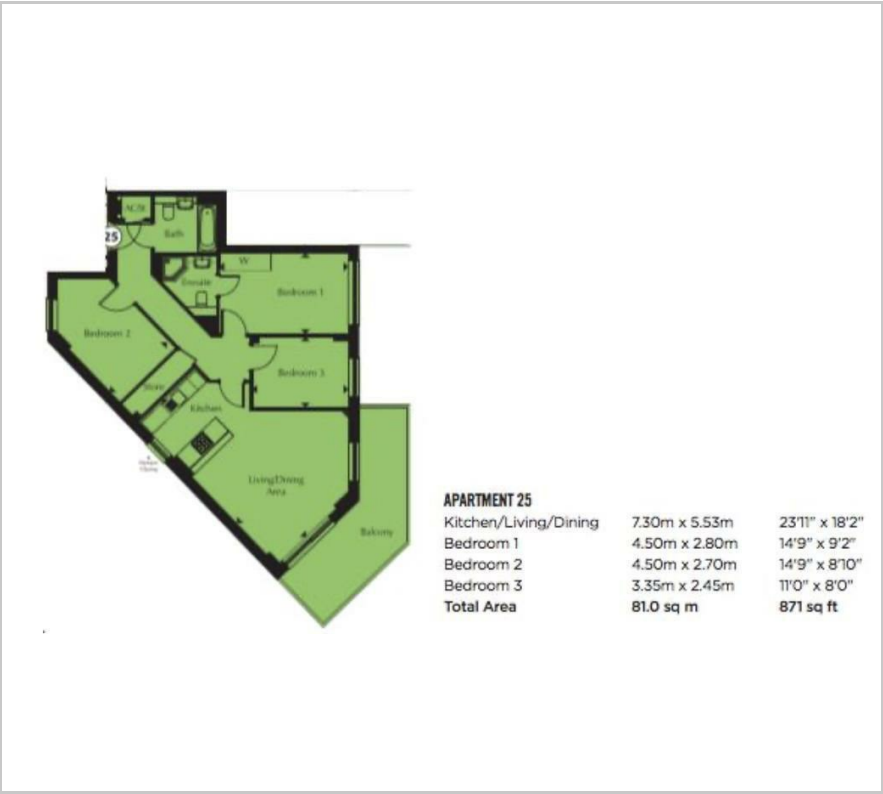 AC/St
Bath
25
W
Ensuite
Bedroom 1
Bedroom 2
Bedroom 3
Store
Kitchen
Living/Dining
Area
Balcony
APARTMENT 25
Kitchen/Living/Dining 7.30m x 5.53m 23'11" x 18'2"
Bedroom 1 4.50m x 2.80m 14'9" x 9'2"
Bedroom 2 4.50m x 2.70m 14'9" x 8'10"
Bedroom 3 3.35m x 2.45m 11'0" x 8'0"
Total Area 81.0 sq m 871 sq ft